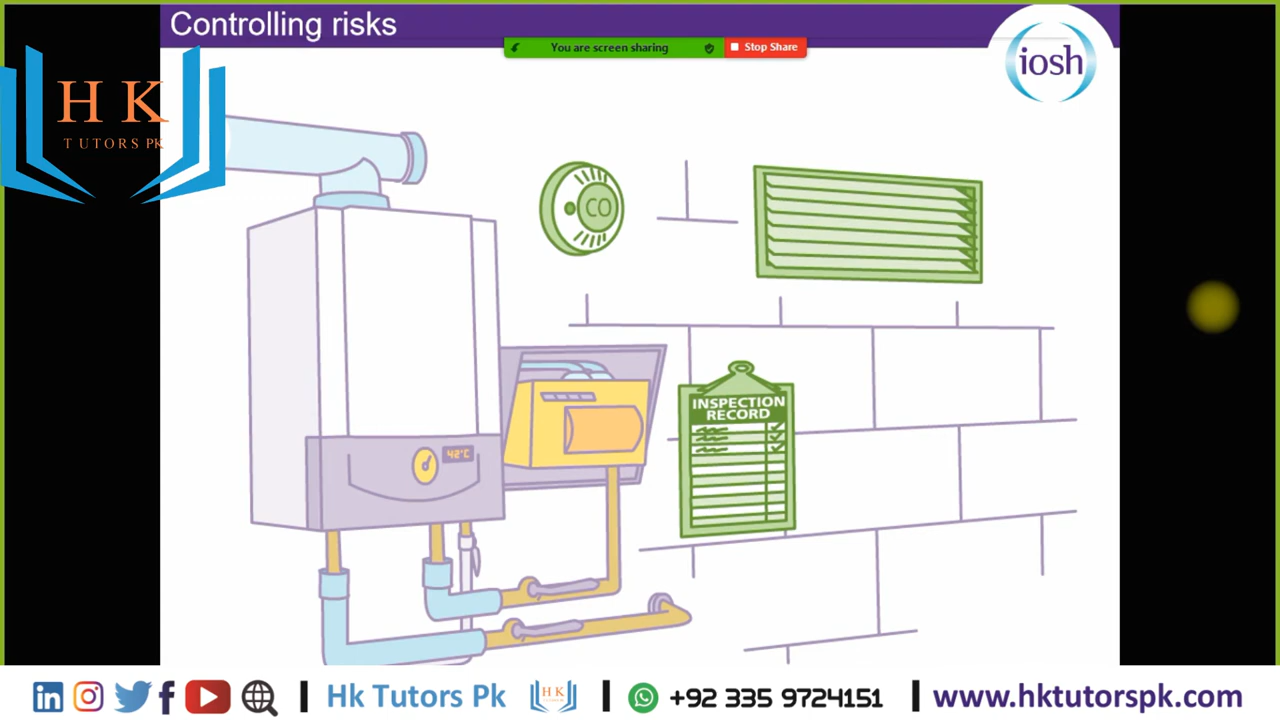 Controlling risks
You are screen sharing
Stop Share
iosh
H K
TUTORS PK
CO
INSPECTION
RECORD
42°C
Hk Tutors Pk
H K
+92 335 9724151
www.hktutorspk.com